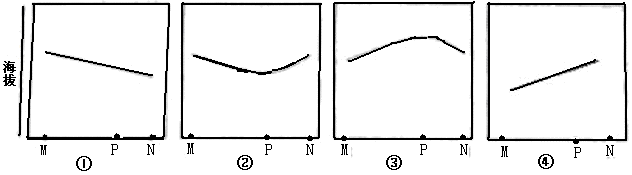 海拔
M P N M P N M P N M P N
① ② ③ ④